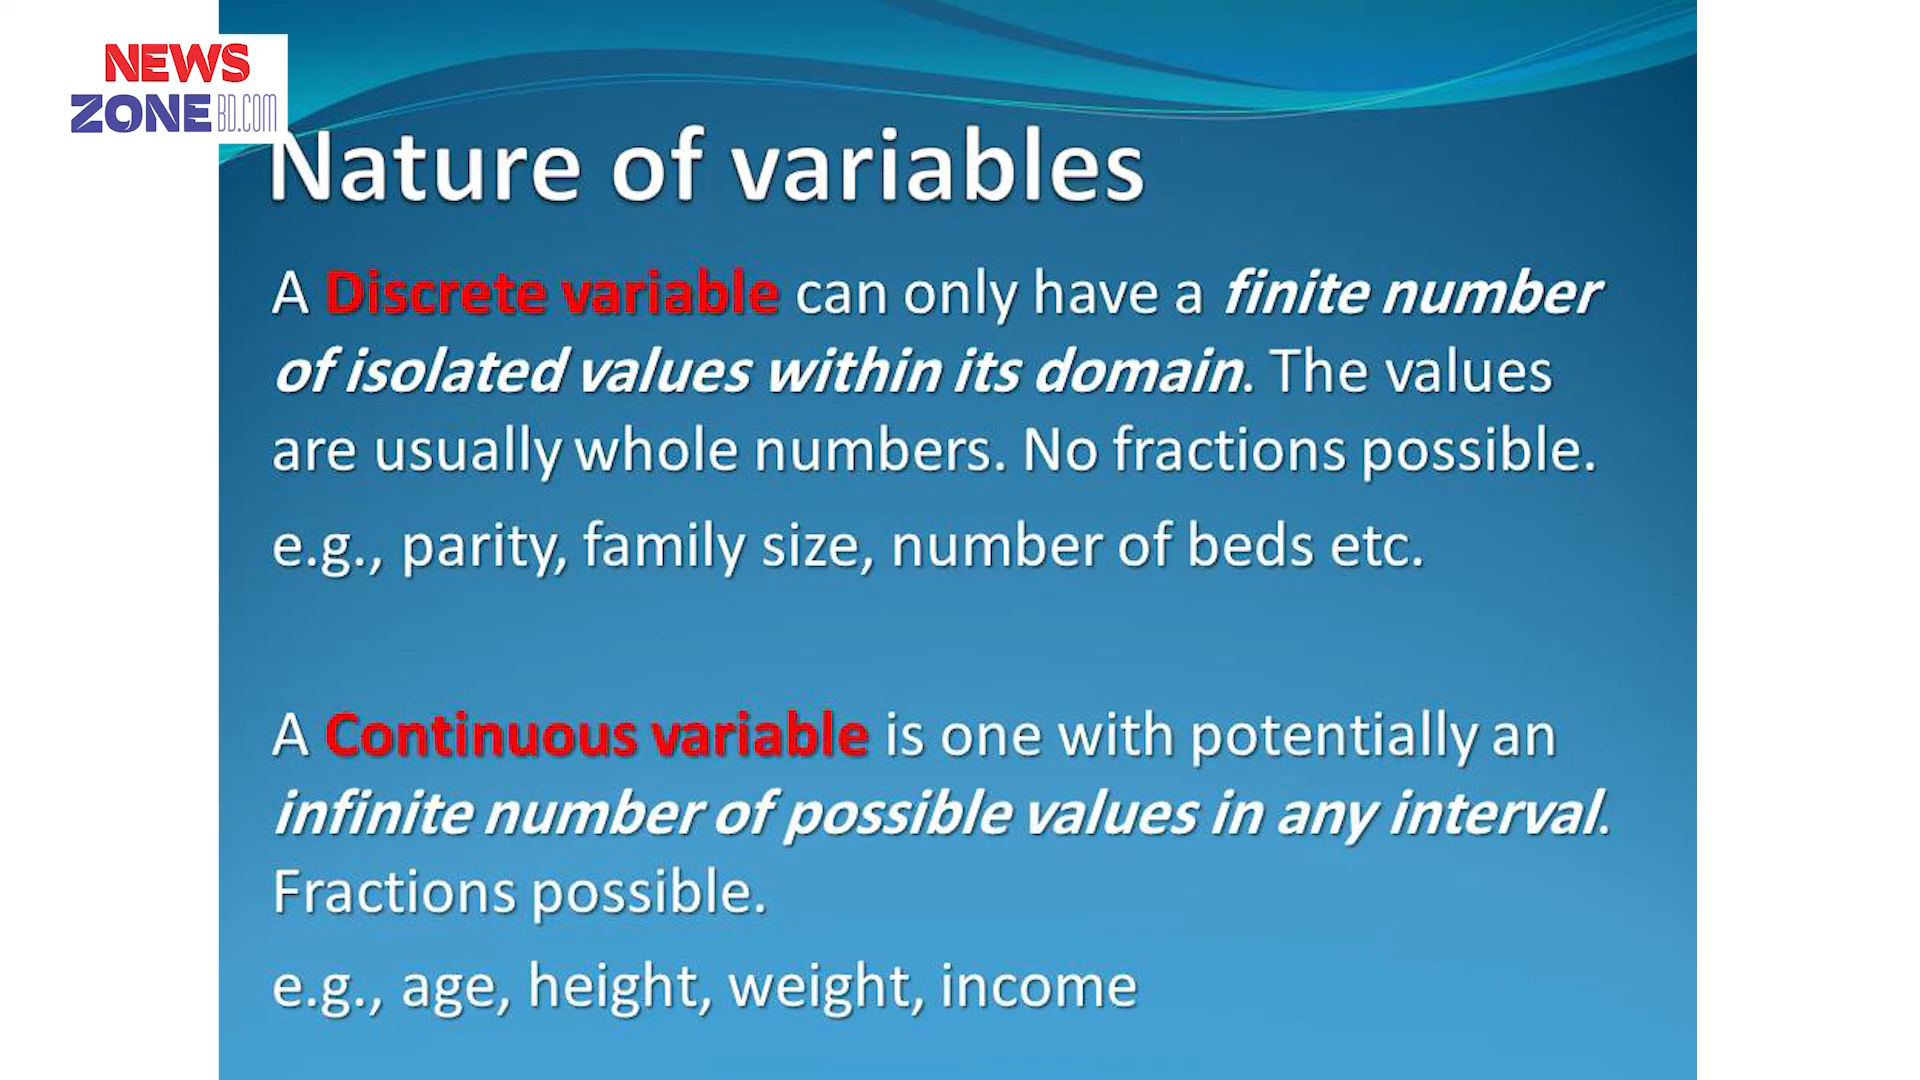 NEWS
ZONE BD.COM
Nature of variables
A Discrete variable can only have a finite number
of isolated values within its domain. The values
are usually whole numbers. No fractions possible.
e.g., parity, family size, number of beds etc.
A Continuous variable is one with potentially an
infinite number of possible values in any interval.
Fractions possible.
e.g., age, height, weight, income